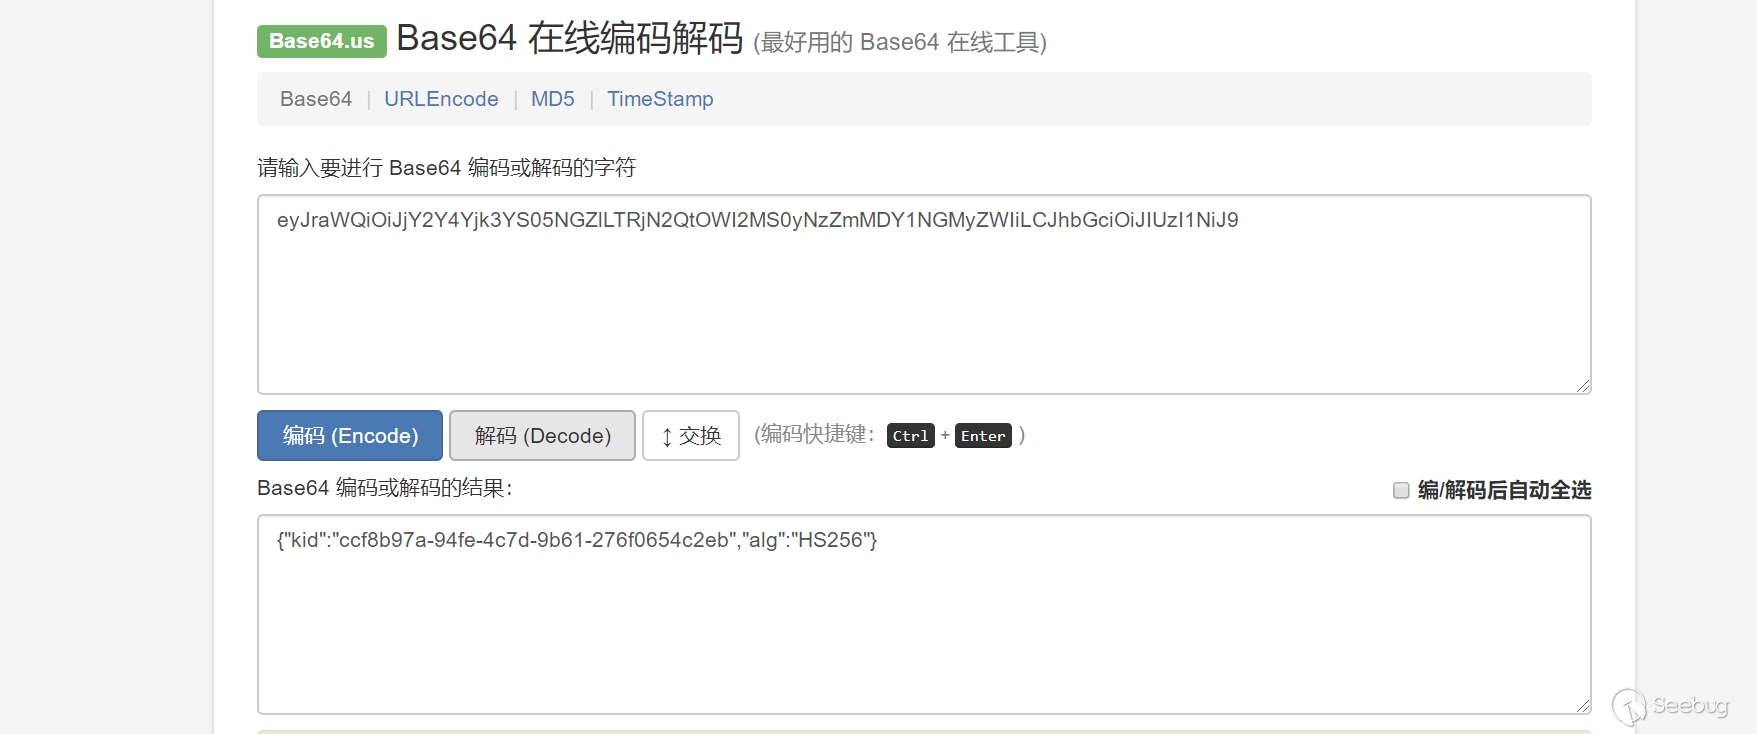 Base64.us Base64 在线编码解码 (最好用的 Base64 在线工具)
Base64 | URLEncode | MD5 | TimeStamp
请输入要进行 Base64 编码或解码的字符
eyJraWQiOiJjY2Y4Yjk3YS05NGZlLTRjN2QtOWI2MS0yNzZmMDY1NGMyZWIiLCJhbGciOiJIUzI1NiJ9
编码 (Encode) 解码 (Decode) ↕ 交换 (编码快捷键: Ctrl + Enter )
Base64 编码或解码的结果: 编/解码后自动全选
{"kid":"ccf8b97a-94fe-4c7d-9b61-276f0654c2eb","alg":"HS256"}
Seebug